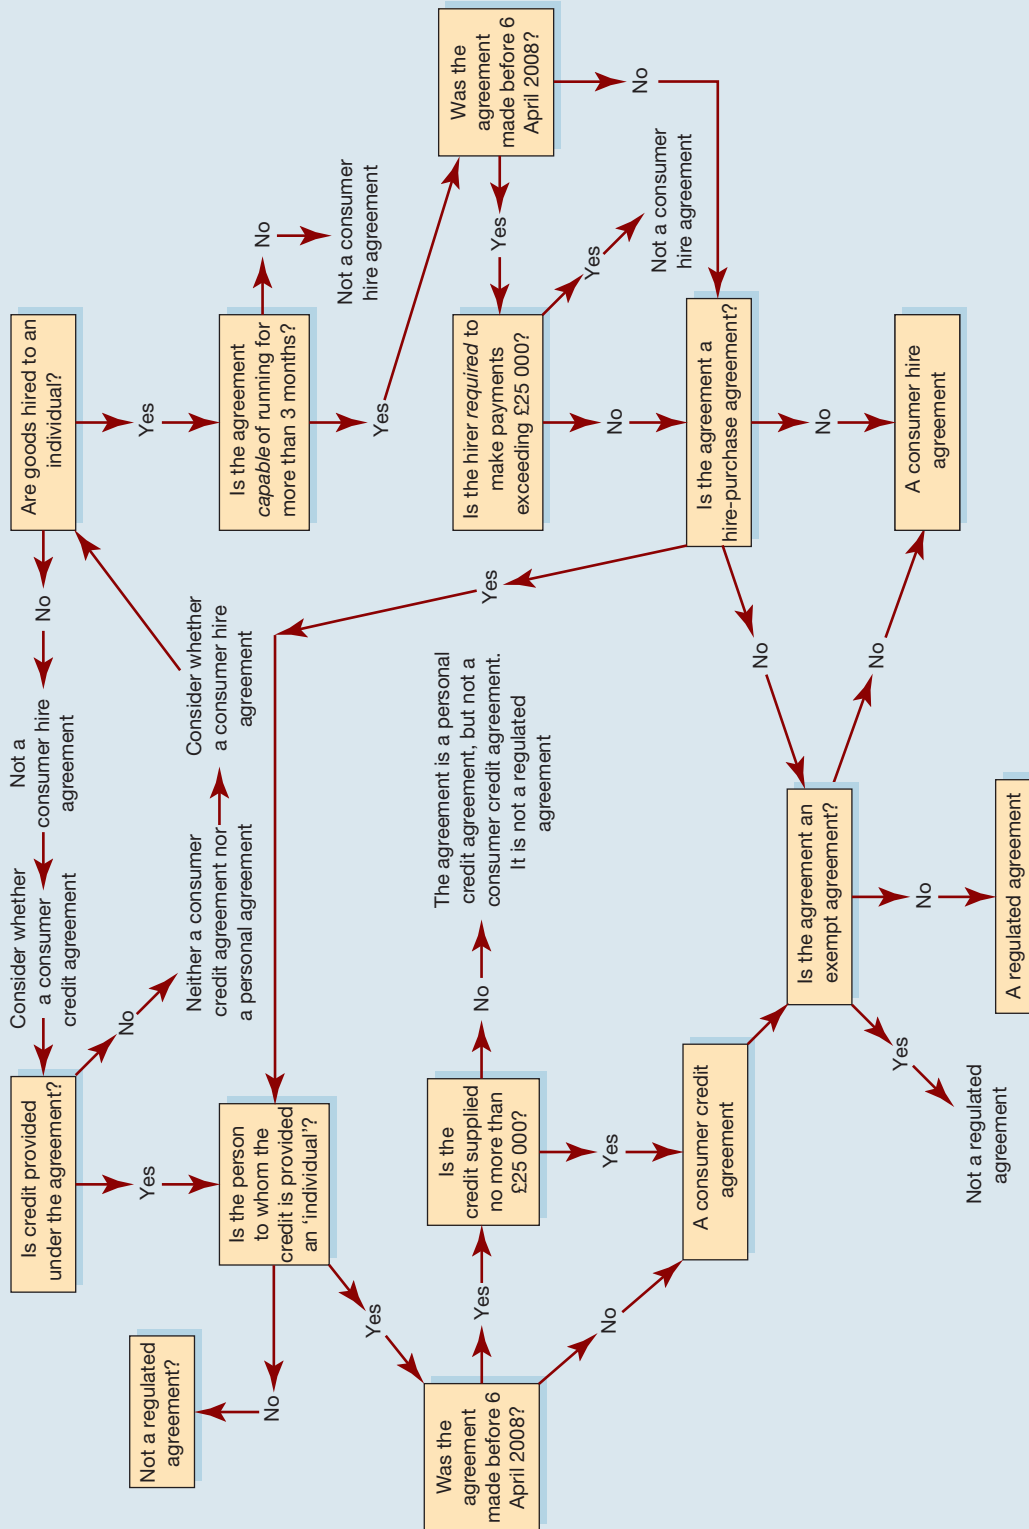 Is credit provided
under the agreement?
No
Yes
Consider whether
a consumer
credit agreement
Not a
consumer hire
agreement
No
Are goods hired to an
individual?
Yes
Neither a consumer
credit agreement nor
a personal agreement
Consider whether
a consumer hire
agreement
Not a regulated
agreement?
No
Is the person
to whom the
credit is provided
an ‘individual’?
Yes
Is the agreement
capable of running for
more than 3 months?
No
Not a consumer
hire agreement
Yes
Was the
agreement
made before 6
April 2008?
Yes
No
Is the
credit supplied
no more than
£25 000?
No
Yes
The agreement is a personal
credit agreement, but not a
consumer credit agreement.
It is not a regulated
agreement
Yes
Is the hirer required to
make payments
exceeding £25 000?
Yes
No
Not a consumer
hire agreement
Yes
Was the
agreement
made before 6
April 2008?
No
A consumer credit
agreement
Is the agreement a
hire-purchase agreement?
No
No
Is the agreement an
exempt agreement?
Yes
No
No
Not a regulated
agreement
A regulated agreement
A consumer hire
agreement